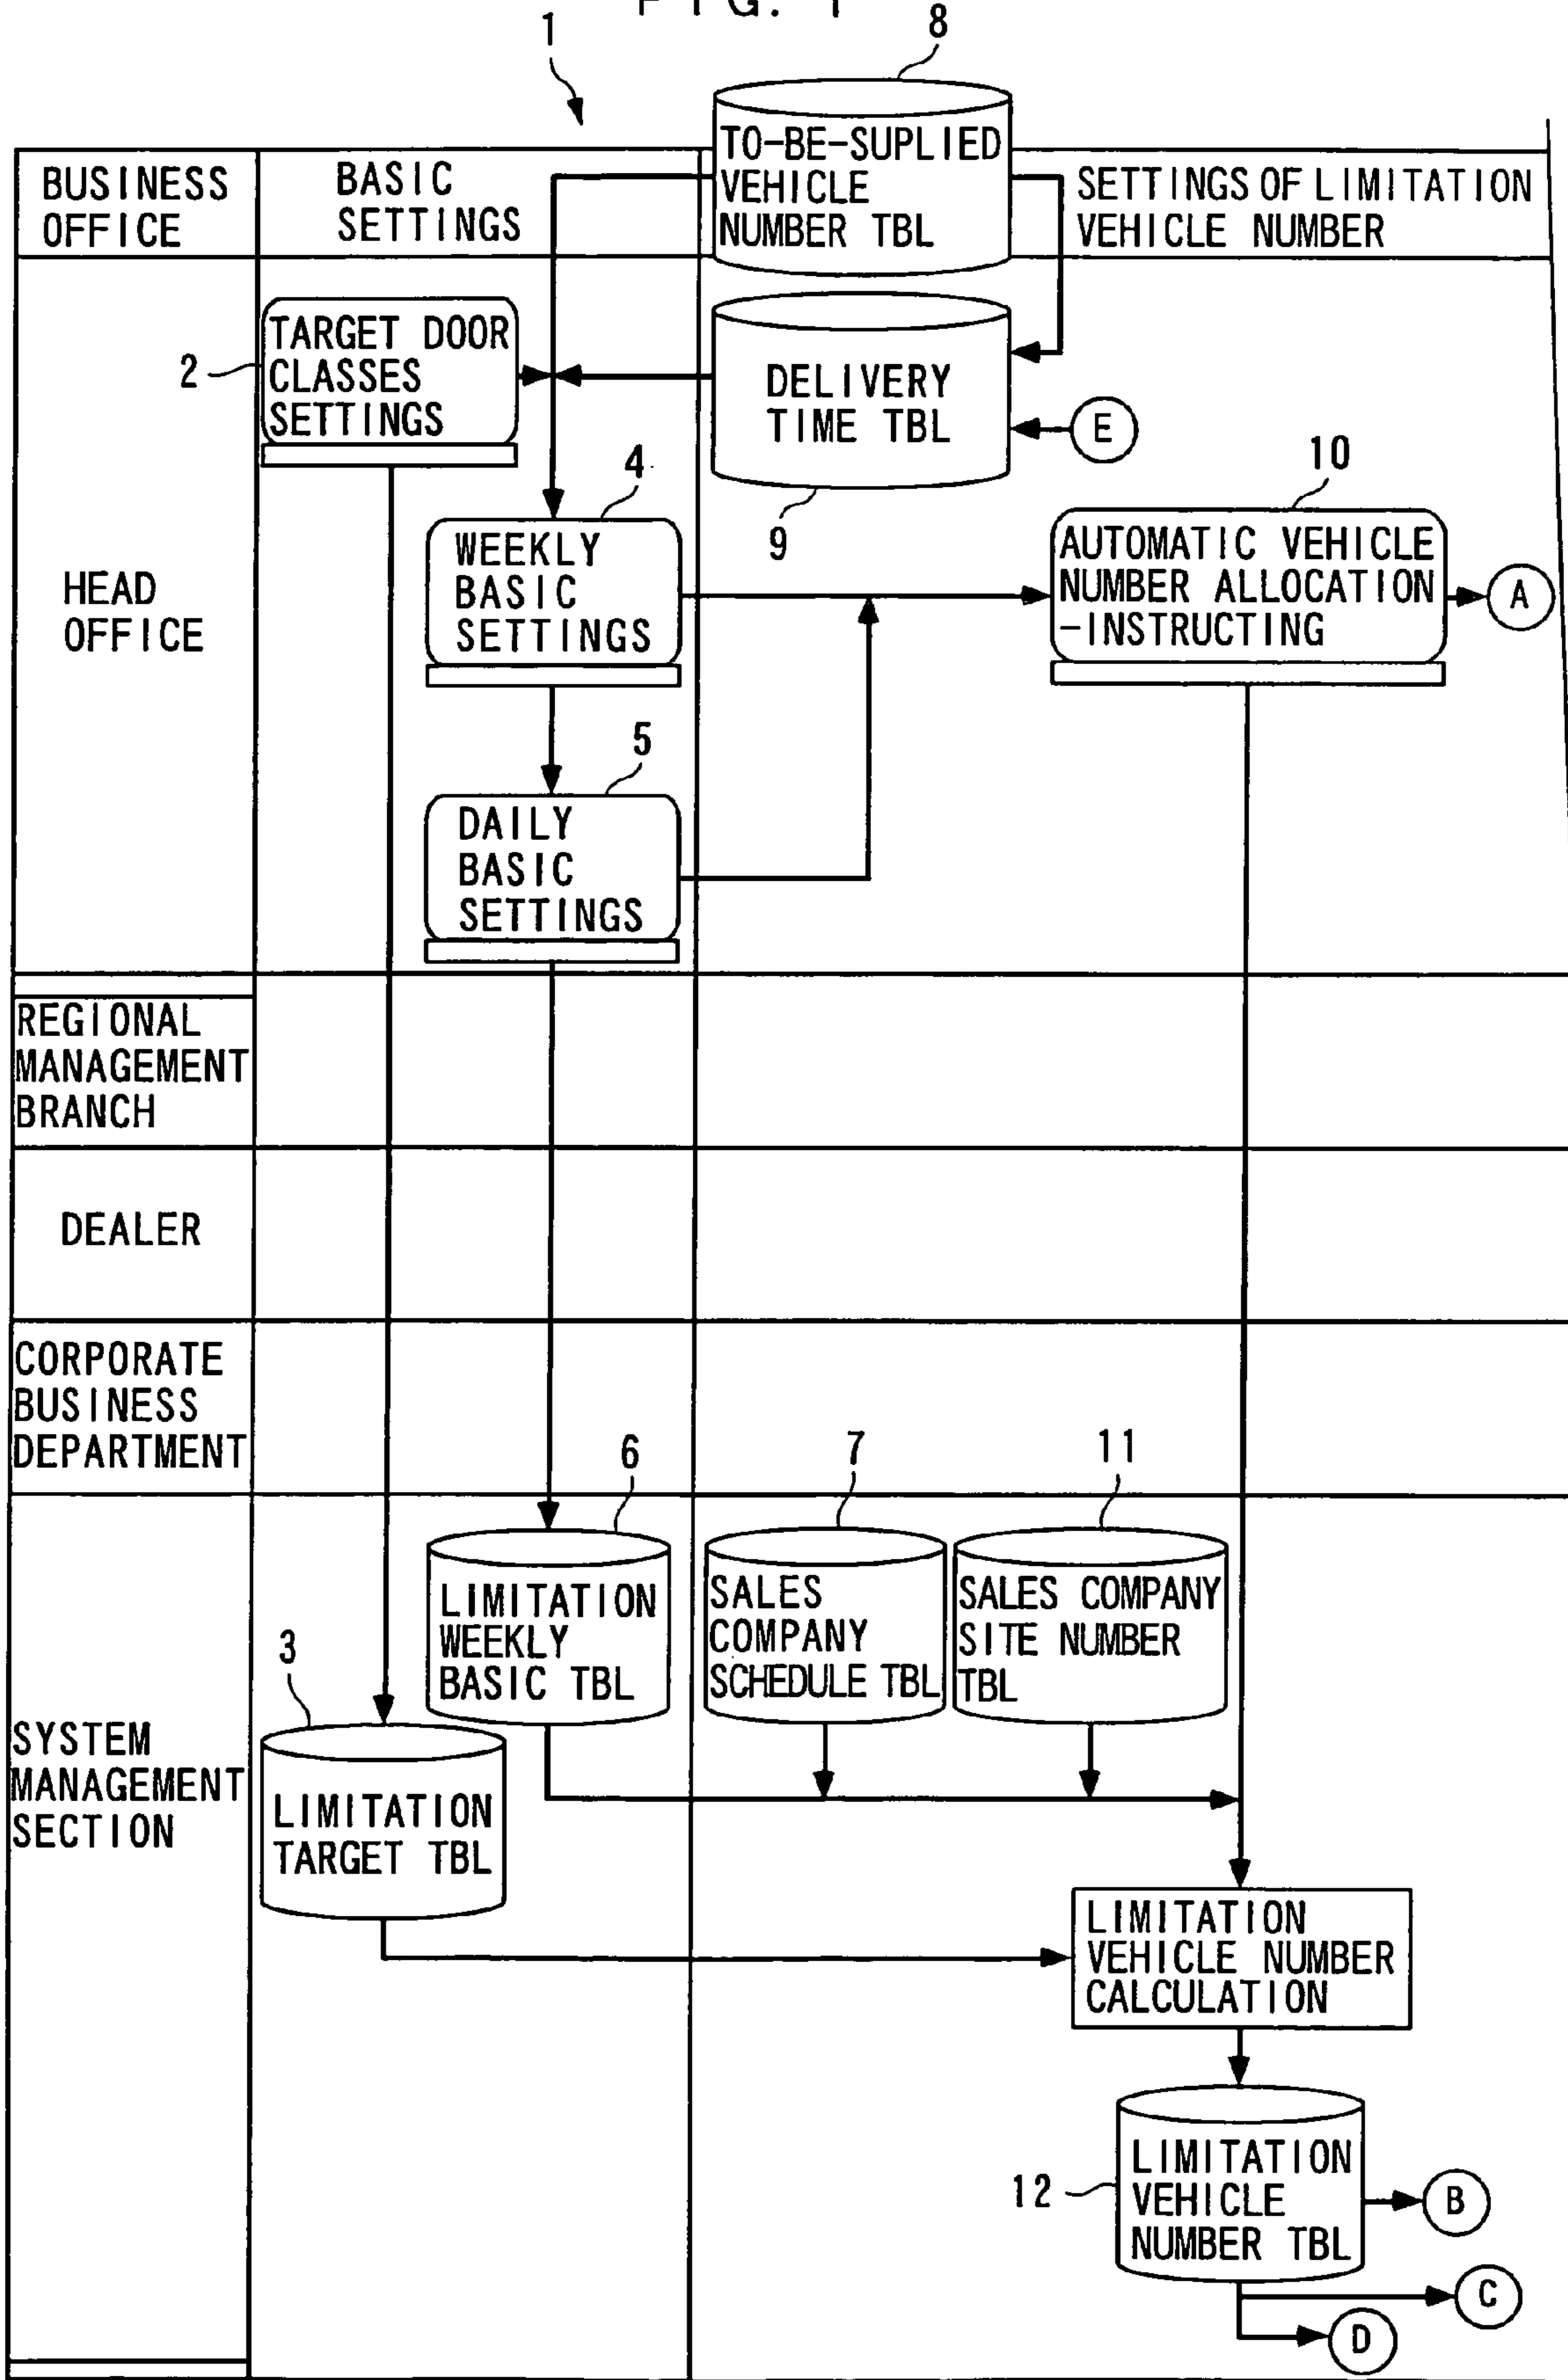 FIG. 1
1
8
BUSINESS
OFFICE
BASIC
SETTINGS
TO-BE-SUPLIED
VEHICLE
NUMBER TBL
SETTINGS OF LIMITATION
VEHICLE NUMBER
HEAD
OFFICE
2
TARGET DOOR
CLASSES
SETTINGS
DELIVERY
TIME TBL
E
9
4
WEEKLY
BASIC
SETTINGS
10
AUTOMATIC VEHICLE
NUMBER ALLOCATION
-INSTRUCTING
A
5
DAILY
BASIC
SETTINGS
REGIONAL
MANAGEMENT
BRANCH
DEALER
CORPORATE
BUSINESS
DEPARTMENT
SYSTEM
MANAGEMENT
SECTION
6
LIMITATION
WEEKLY
BASIC TBL
7
SALES
COMPANY
SCHEDULE TBL
11
SALES COMPANY
SITE NUMBER
TBL
3
LIMITATION
TARGET TBL
LIMITATION
VEHICLE NUMBER
CALCULATION
12
LIMITATION
VEHICLE
NUMBER TBL
B
C
D